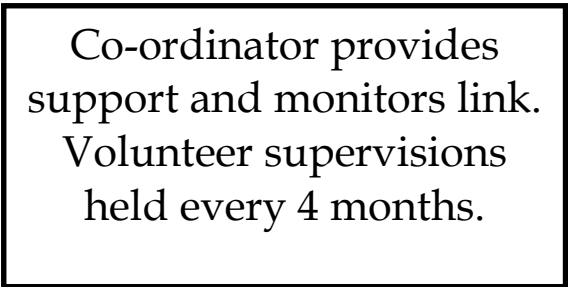 Co-ordinator provides
support and monitors link.
Volunteer supervisions
held every 4 months.